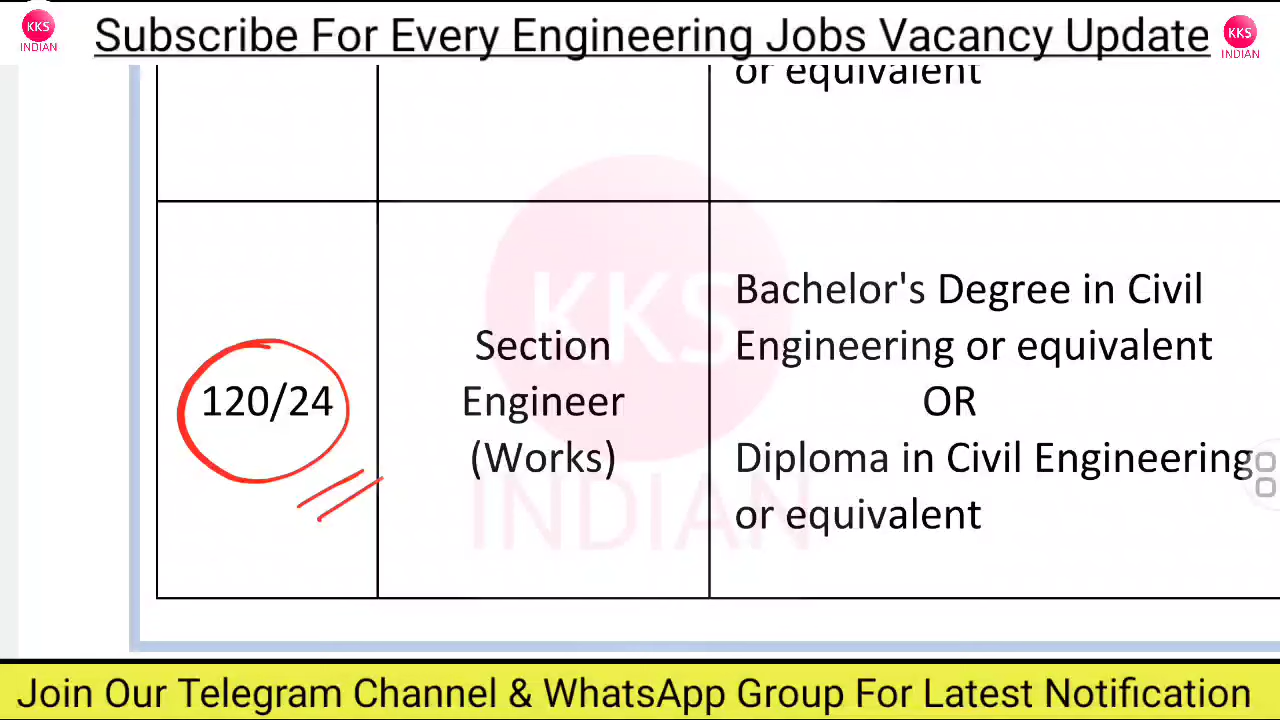 KKS
INDIAN
Subscribe For Every Engineering Jobs Vacancy Update
KKS
INDIAN
or equivalent
120/24
Section
Engineer
(Works)
Bachelor's Degree in Civil
Engineering or equivalent
OR
Diploma in Civil Engineering
or equivalent
KKS
INDIAN
Join Our Telegram Channel & WhatsApp Group For Latest Notification